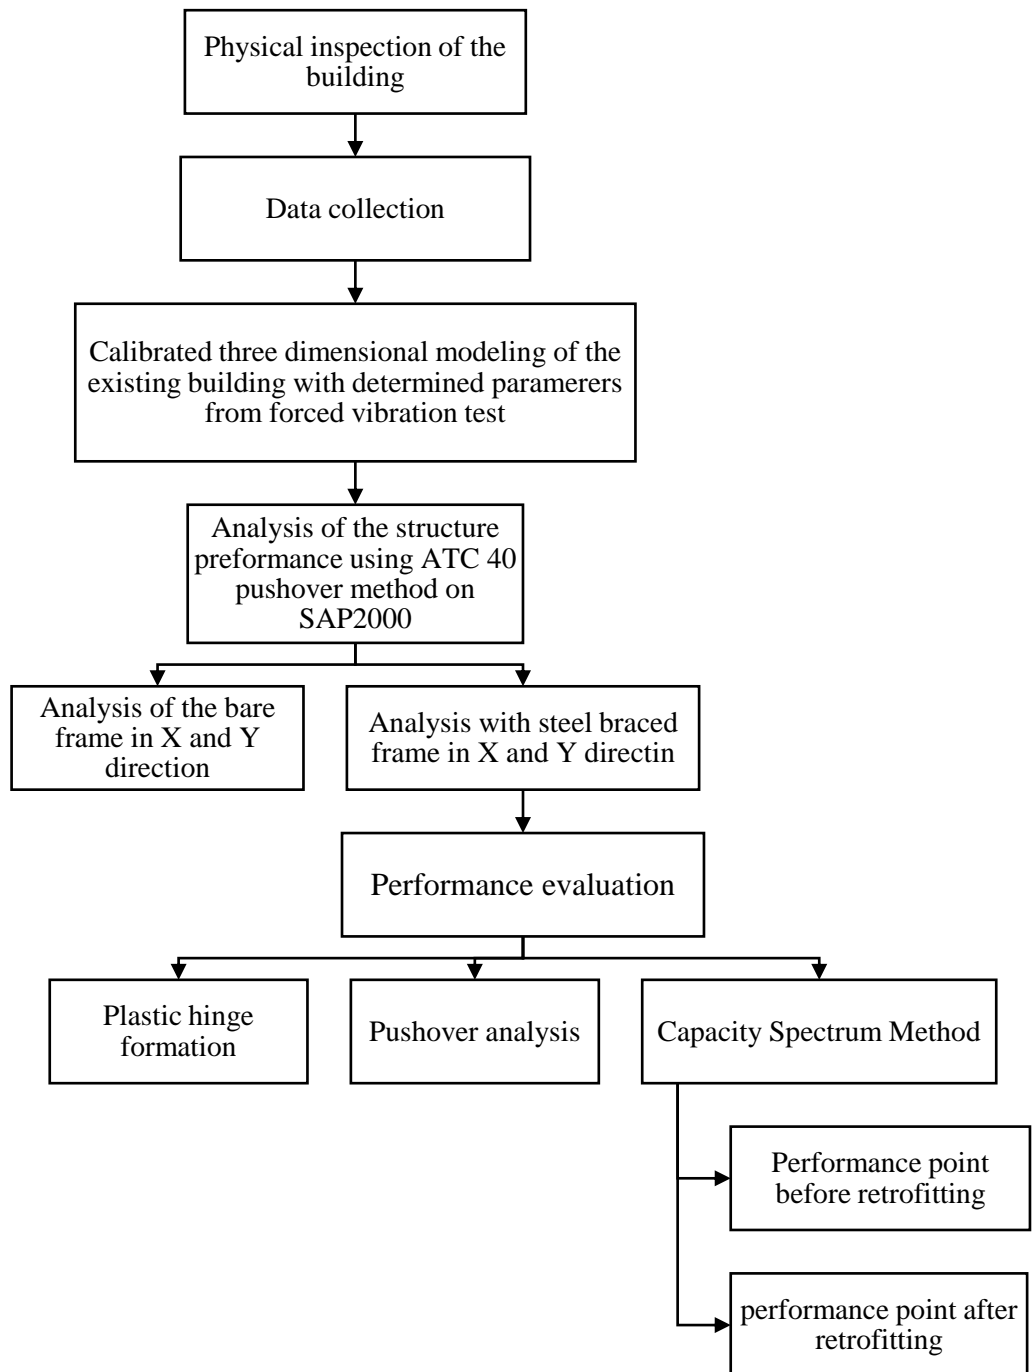 Physical inspection of the
building
Data collection
Calibrated three dimensional modeling of the
existing building with determined paramerers
from forced vibration test
Analysis of the structure
preformance using ATC 40
pushover method on
SAP2000
Analysis of the bare
frame in X and Y
direction
Analysis with steel braced
frame in X and Y directin
Performance evaluation
Plastic hinge
formation
Pushover analysis
Capacity Spectrum Method
Performance point
before retrofitting
performance point after
retrofitting